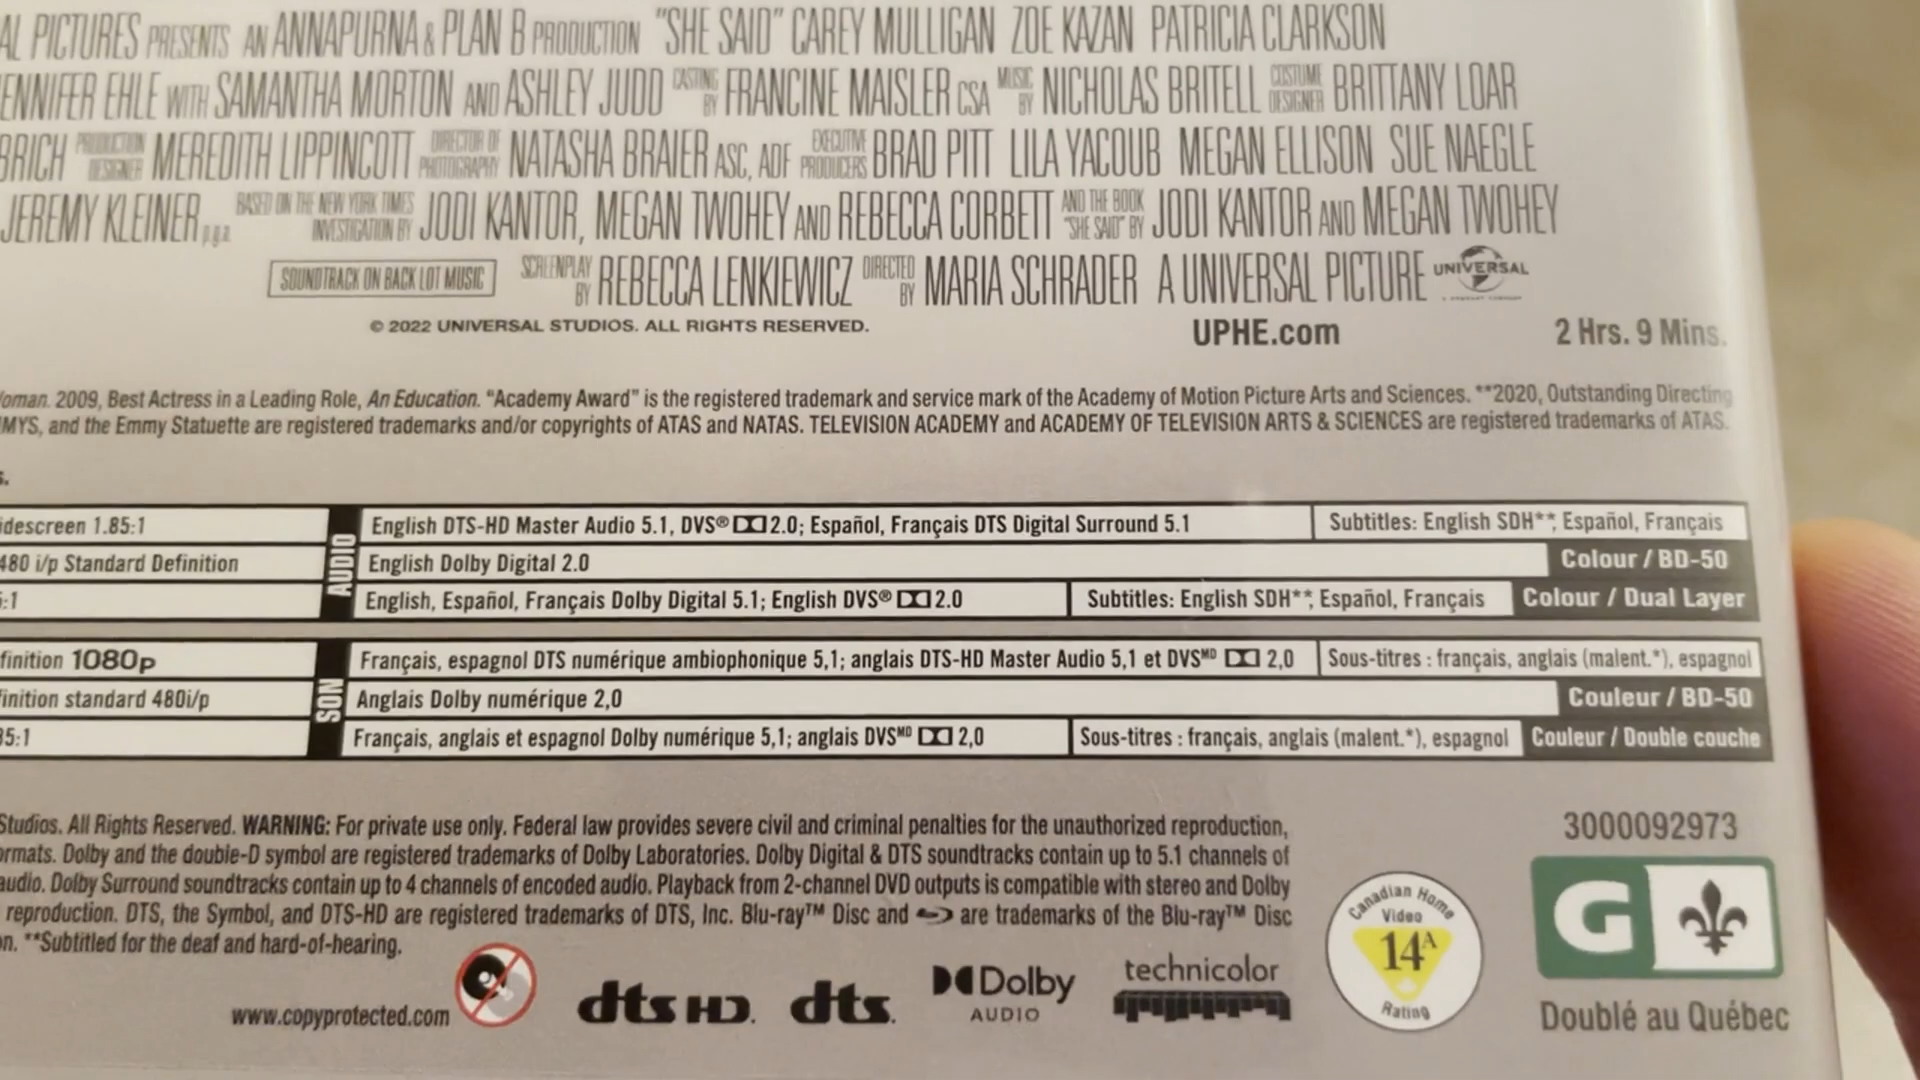 AL PICTURES PRESENTS AN ANNAPURNA & PLAN B PRODUCTION "SHE SAID" CAREY MULLIGAN ZOE KAZAN PATRICIA CLARKSON
ENNIFER EHLE WITH SAMANTHA MORTON AND ASHLEY JUDD CASTING BY FRANCINE MAISLER CSA MUSIC BY NICHOLAS BRITELL COSTUME DESIGNER BRITTANY LOAR
BRICH PRODUCTION DESIGNER MEREDITH LIPPINCOTT DIRECTOR OF PHOTOGRAPHY NATASHA BRAIER ASC, ADF EXECUTIVE PRODUCERS BRAD PITT LILA YACOUB MEGAN ELLISON SUE NAEGLE
JEREMY KLEINER p.g.a. BASED ON THE NEW YORK TIMES INVESTIGATION BY JODI KANTOR, MEGAN TWOHEY AND REBECCA CORBETT AND THE BOOK "SHE SAID" BY JODI KANTOR AND MEGAN TWOHEY
SOUNDTRACK ON BACK LOT MUSIC SCREENPLAY BY REBECCA LENKIEWICZ DIRECTED BY MARIA SCHRADER A UNIVERSAL PICTURE UNIVERSAL
© 2022 UNIVERSAL STUDIOS. ALL RIGHTS RESERVED. UPHE.com 2 Hrs. 9 Mins.
oman. 2009, Best Actress in a Leading Role, An Education. "Academy Award" is the registered trademark and service mark of the Academy of Motion Picture Arts and Sciences. **2020, Outstanding Directing
MYS, and the Emmy Statuette are registered trademarks and/or copyrights of ATAS and NATAS. TELEVISION ACADEMY and ACADEMY OF TELEVISION ARTS & SCIENCES are registered trademarks of ATAS.
s.
AUDIO
idescreen 1.85:1 English DTS-HD Master Audio 5.1, DVS® 2.0; Español, Français DTS Digital Surround 5.1 Subtitles: English SDH**, Español, Français
480 i/p Standard Definition English Dolby Digital 2.0 Colour / BD-50
:1 English, Español, Français Dolby Digital 5.1; English DVS® 2.0 Subtitles: English SDH**, Español, Français Colour / Dual Layer
SON
finition 1080p Français, espagnol DTS numérique ambiophonique 5,1; anglais DTS-HD Master Audio 5,1 et DVSMD 2,0 Sous-titres : français, anglais (malent.*), espagnol
inition standard 480i/p Anglais Dolby numérique 2,0 Couleur / BD-50
35:1 Français, anglais et espagnol Dolby numérique 5,1; anglais DVSMD 2,0 Sous-titres : français, anglais (malent.*), espagnol Couleur / Double couche
Studios. All Rights Reserved. WARNING: For private use only. Federal law provides severe civil and criminal penalties for the unauthorized reproduction,
ormats. Dolby and the double-D symbol are registered trademarks of Dolby Laboratories. Dolby Digital & DTS soundtracks contain up to 5.1 channels of
audio. Dolby Surround soundtracks contain up to 4 channels of encoded audio. Playback from 2-channel DVD outputs is compatible with stereo and Dolby
reproduction. DTS, the Symbol, and DTS-HD are registered trademarks of DTS, Inc. Blu-ray™ Disc and are trademarks of the Blu-ray™ Disc
on. **Subtitled for the deaf and hard-of-hearing.
www.copyprotected.com
dts HD.
dts.
Dolby
AUDIO
technicolor
Canadian Home
Video
14A
Rating
3000092973
G
Doublé au Québec